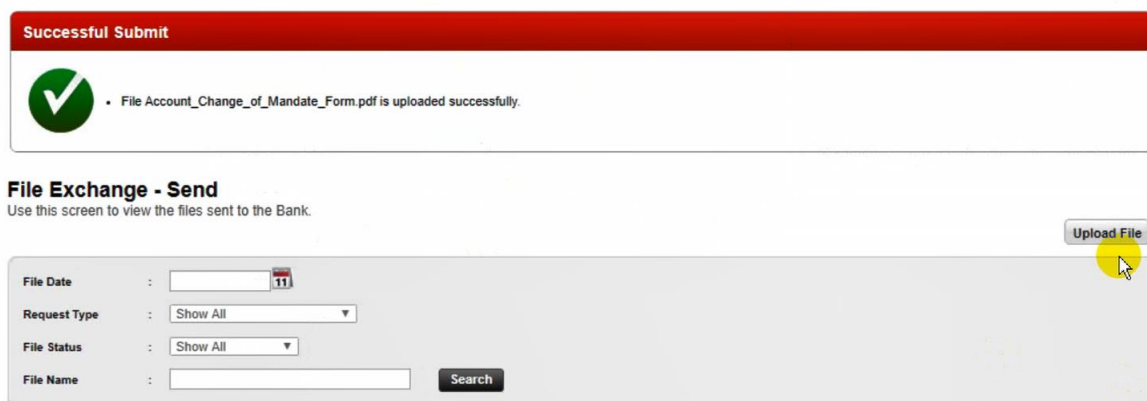 Successful Submit
• File Account_Change_of_Mandate_Form.pdf is uploaded successfully.
File Exchange - Send
Use this screen to view the files sent to the Bank.
Upload File
File Date :
11
Request Type : Show All
File Status : Show All
File Name : Search